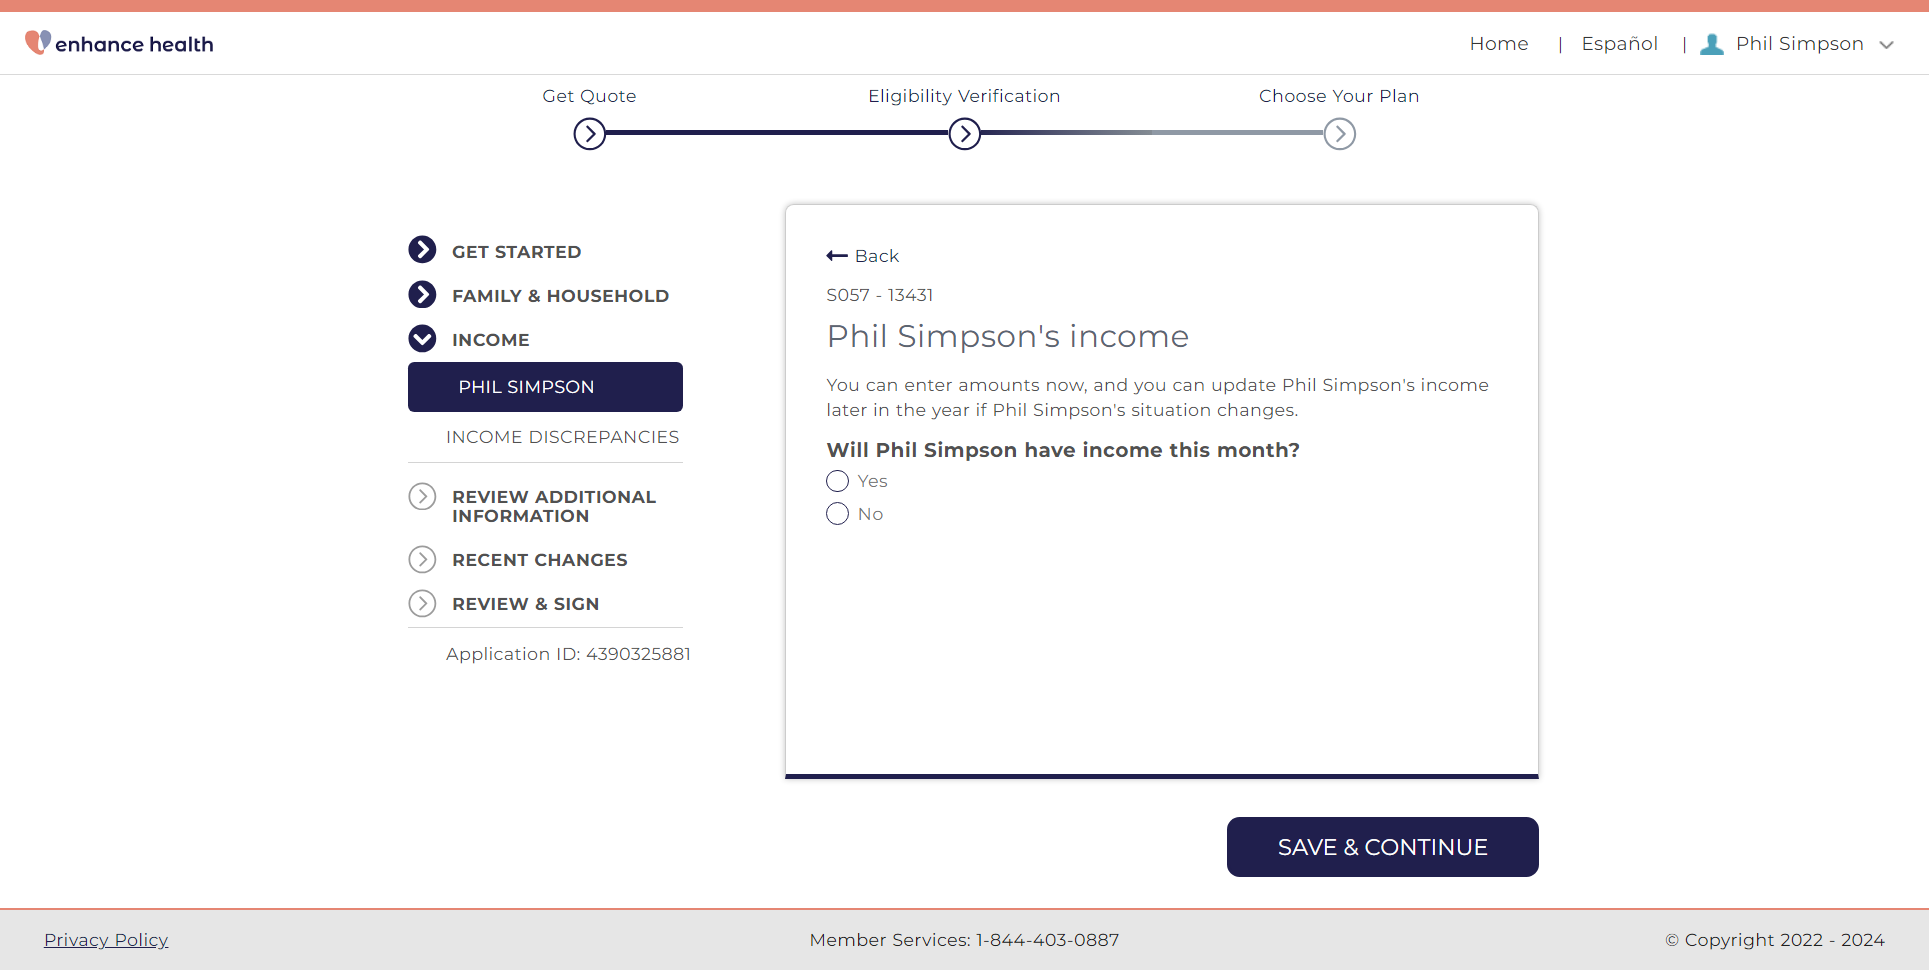 enhance health
Home | Español | Phil Simpson
Get Quote
Eligibility Verification
Choose Your Plan
GET STARTED
FAMILY & HOUSEHOLD
INCOME
PHIL SIMPSON
INCOME DISCREPANCIES
REVIEW ADDITIONAL
INFORMATION
RECENT CHANGES
REVIEW & SIGN
Application ID: 4390325881
Back
S057 - 13431
Phil Simpson's income
You can enter amounts now, and you can update Phil Simpson's income
later in the year if Phil Simpson's situation changes.
Will Phil Simpson have income this month?
Yes
No
SAVE & CONTINUE
Privacy Policy
Member Services: 1-844-403-0887
© Copyright 2022 - 2024